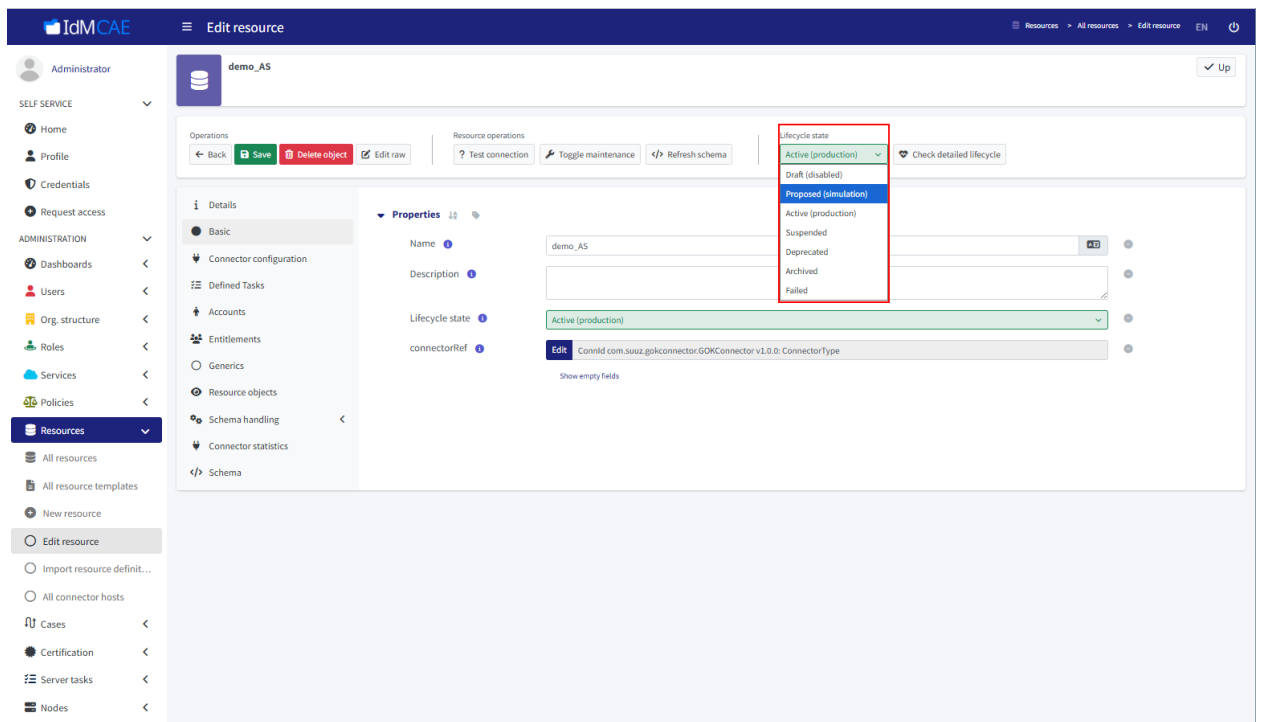 IdMCAE
Edit resource
Resources > All resources > Edit resource
EN
Administrator
SELF SERVICE
Home
Profile
Credentials
Request access
ADMINISTRATION
Dashboards
Users
Org. structure
Roles
Services
Policies
Resources
All resources
All resource templates
New resource
Edit resource
Import resource definit...
All connector hosts
Cases
Certification
Server tasks
Nodes
demo_AS
Up
Operations
Back Save Delete object Edit raw
Resource operations
? Test connection Toggle maintenance </> Refresh schema
Lifecycle state
Active (production)
Check detailed lifecycle
Draft (disabled)
Proposed (simulation)
Active (production)
Suspended
Deprecated
Archived
Failed
Details
Basic
Connector configuration
Defined Tasks
Accounts
Entitlements
Generics
Resource objects
Schema handling
Connector statistics
</> Schema
Properties
Name
demo_AS
Description
Lifecycle state
Active (production)
connectorRef
Edit ConnId com.suuz.gokconnector.GOKConnector v1.0.0: ConnectorType
Show empty fields